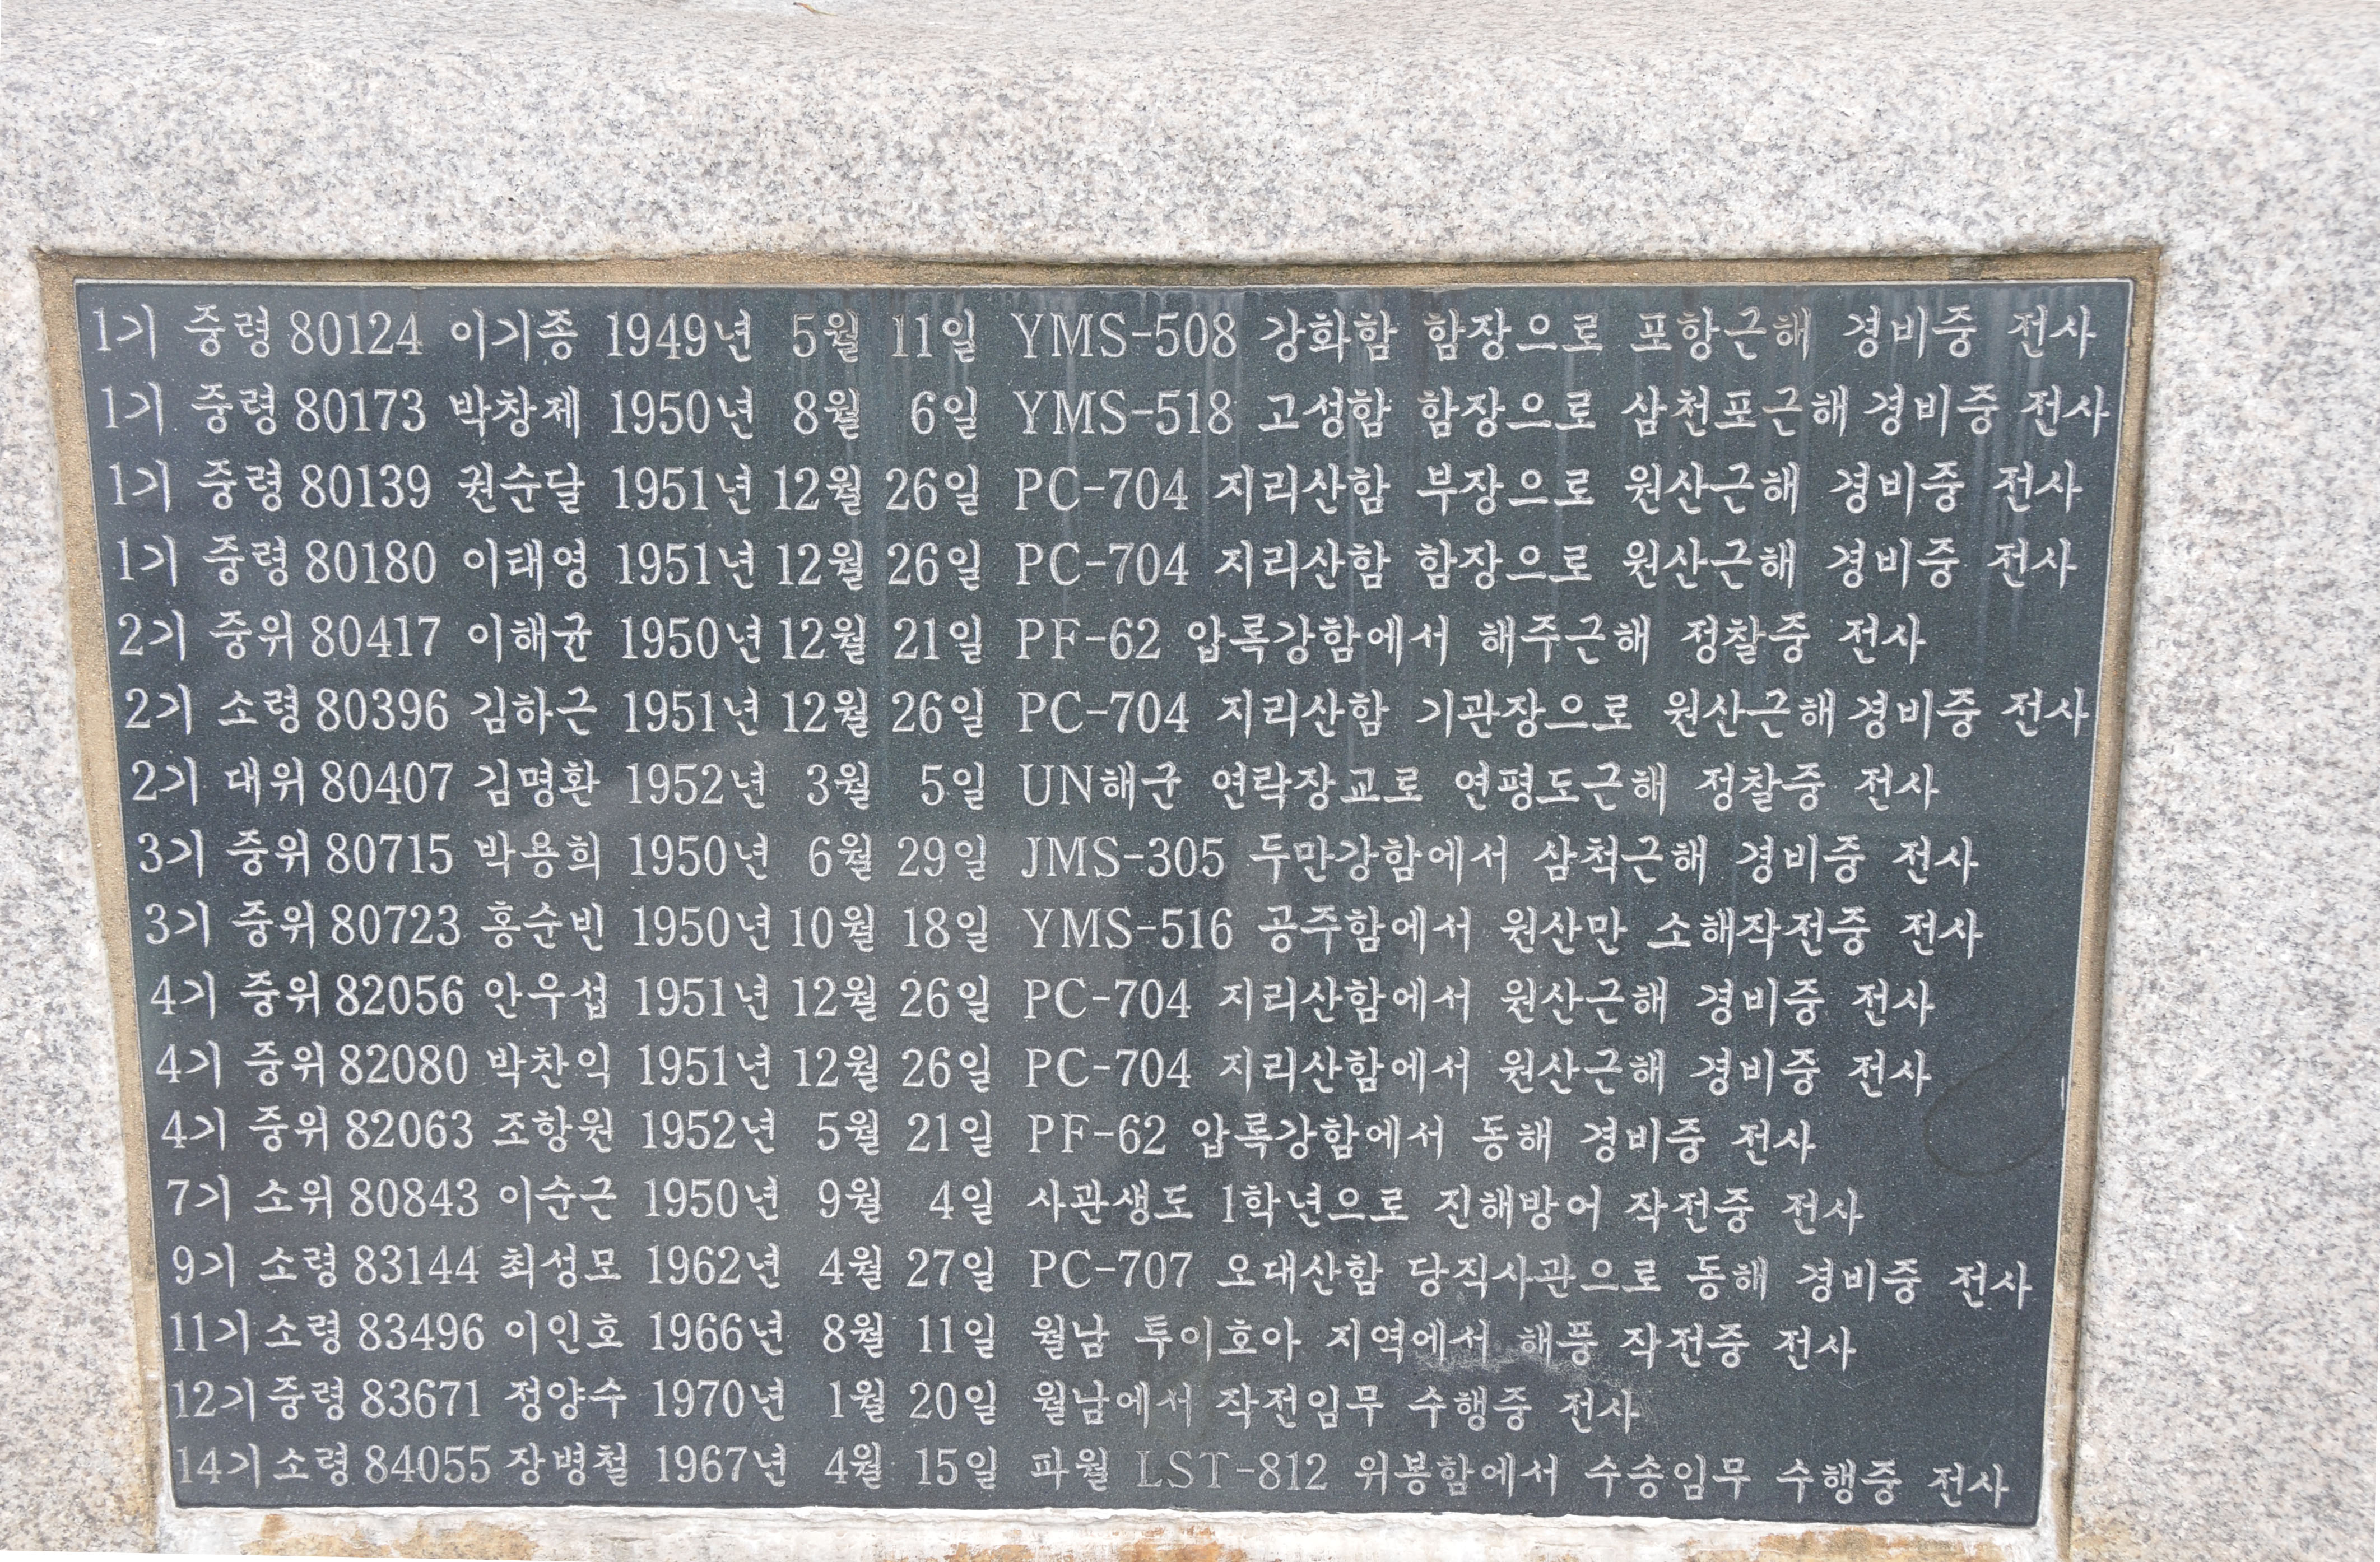 1기 중령 80124 이기종 1949년 5월 11일 YMS-508 강화함 함장으로 포항근해 경비중 전사
1기 중령 80173 박창제 1950년 8월 6일 YMS-518 고성함 함장으로 삼천포근해 경비중 전사
1기 중령 80139 권순달 1951년 12월 26일 PC-704 지리산함 부장으로 원산근해 경비중 전사
1기 중령 80180 이태영 1951년 12월 26일 PC-704 지리산함 함장으로 원산근해 경비중 전사
2기 중위 80417 이해균 1950년 12월 21일 PF-62 압록강함에서 해주근해 정찰중 전사
2기 소령 80396 김하근 1951년 12월 26일 PC-704 지리산함 기관장으로 원산근해 경비중 전사
2기 대위 80407 김명환 1952년 3월 5일 UN해군 연락장교로 연평도근해 정찰중 전사
3기 중위 80715 박용희 1950년 6월 29일 JMS-305 두만강함에서 삼척근해 경비중 전사
3기 중위 80723 홍순빈 1950년 10월 18일 YMS-516 공주함에서 원산만 소해작전중 전사
4기 중위 82056 안우섭 1951년 12월 26일 PC-704 지리산함에서 원산근해 경비중 전사
4기 중위 82080 박찬익 1951년 12월 26일 PC-704 지리산함에서 원산근해 경비중 전사
4기 중위 82063 조항원 1952년 5월 21일 PF-62 압록강함에서 동해 경비중 전사
7기 소위 80843 이순근 1950년 9월 4일 사관생도 1학년으로 진해방어 작전중 전사
9기 소령 83144 최성모 1962년 4월 27일 PC-707 오대산함 당직사관으로 동해 경비중 전사
11기 소령 83496 이인호 1966년 8월 11일 월남 투이호아 지역에서 해풍 작전중 전사
12기 중령 83671 정양수 1970년 1월 20일 월남에서 작전임무 수행중 전사
14기 소령 84055 장병철 1967년 4월 15일 파월 LST-812 위봉함에서 수송임무 수행중 전사